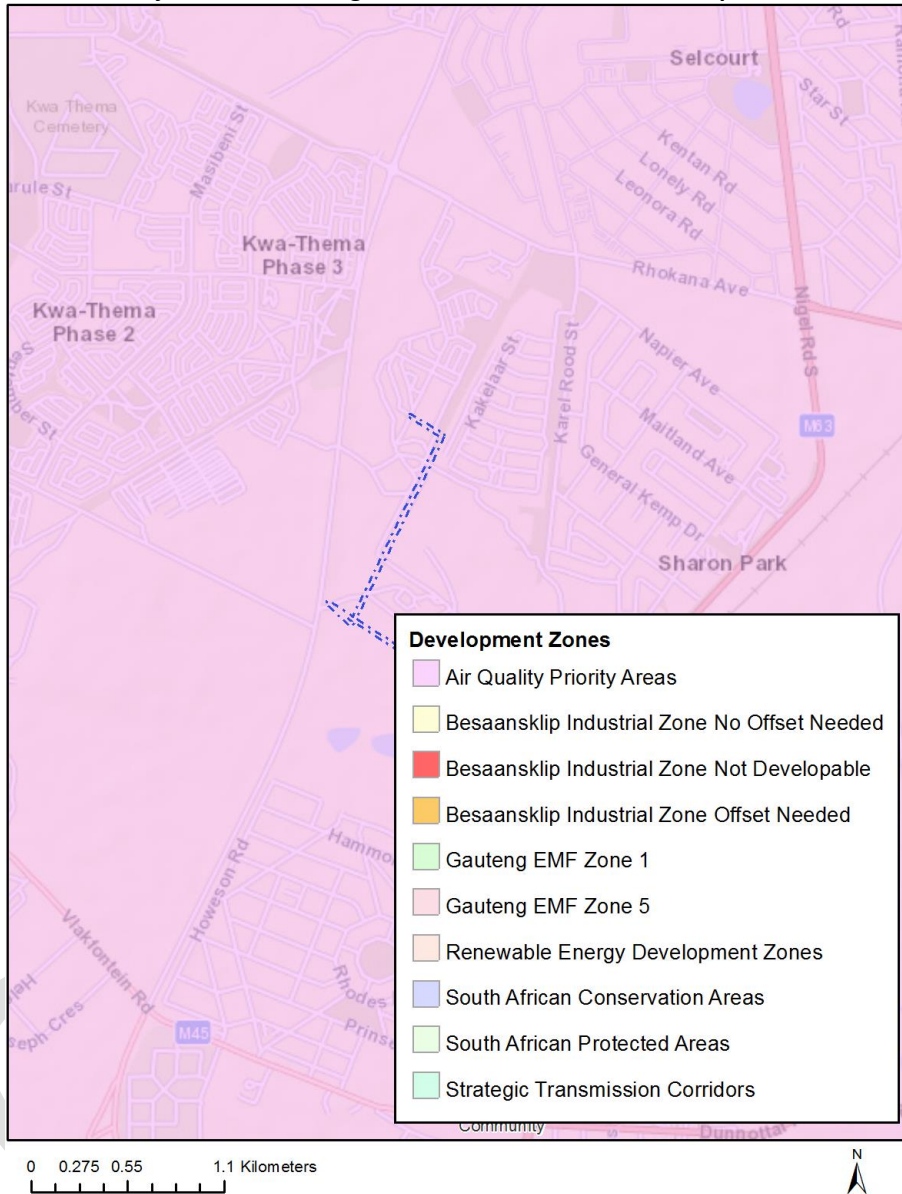 Selcourt
Kwa Thema
Cemetery
Masibeni St
Star St
Kentan Rd
Lonely Rd
Leonora Rd
Kwa-Thema
Phase 3
Rhokana Ave
Kwa-Thema
Phase 2
Nigel Rd S
Kakelaar St
Karel Rood St
Napier Ave
Maitland Ave
M63
General Kemp Dr
Sharon Park
Development Zones
Air Quality Priority Areas
Besaansklip Industrial Zone No Offset Needed
Besaansklip Industrial Zone Not Developable
Besaansklip Industrial Zone Offset Needed
Gauteng EMF Zone 1
Gauteng EMF Zone 5
Renewable Energy Development Zones
South African Conservation Areas
South African Protected Areas
Strategic Transmission Corridors
Howeson Rd
Vlakfontein Rd
Rhodes
M45
seph Cres
Community
0 0.275 0.55 1.1 Kilometers
N